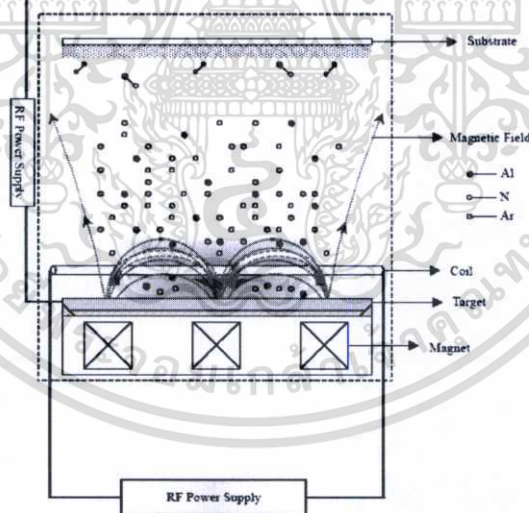 Substrate
RF Power Supply
Magnetic Field
Al
N
Ar
Coil
Target
Magnet
RF Power Supply